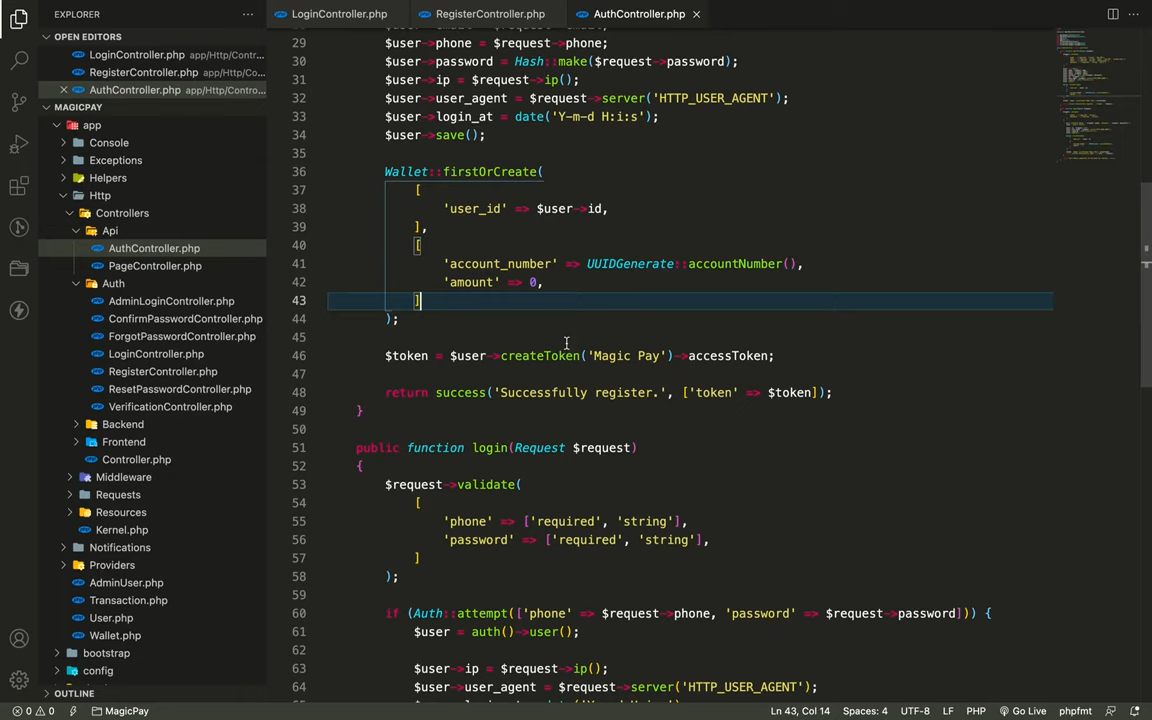 EXPLORER
OPEN EDITORS
LoginController.php app/Http/Contr...
RegisterController.php app/Http/Co...
AuthController.php app/Http/Contro...
MAGICPAY
app
Console
Exceptions
Helpers
Http
Controllers
Api
AuthController.php
PageController.php
Auth
AdminLoginController.php
ConfirmPasswordController.php
ForgotPasswordController.php
LoginController.php
RegisterController.php
ResetPasswordController.php
VerificationController.php
Backend
Frontend
Controller.php
Middleware
Requests
Resources
Kernel.php
Notifications
Providers
AdminUser.php
Transaction.php
User.php
Wallet.php
bootstrap
config
OUTLINE
LoginController.php RegisterController.php AuthController.php
29 $user->phone = $request->phone;
30 $user->password = Hash::make($request->password);
31 $user->ip = $request->ip();
32 $user->user_agent = $request->server('HTTP_USER_AGENT');
33 $user->login_at = date('Y-m-d H:i:s');
34 $user->save();
35
36 Wallet::firstOrCreate(
37 [
38 'user_id' => $user->id,
39 ],
40 [
41 'account_number' => UUIDGenerate::accountNumber(),
42 'amount' => 0,
43 ]
44 );
45
46 $token = $user->createToken('Magic Pay')->accessToken;
47
48 return success('Successfully register.', ['token' => $token]);
49 }
50
51 public function login(Request $request)
52 {
53 $request->validate(
54 [
55 'phone' => ['required', 'string'],
56 'password' => ['required', 'string'],
57 ]
58 );
59
60 if (Auth::attempt(['phone' => $request->phone, 'password' => $request->password])) {
61 $user = auth()->user();
62
63 $user->ip = $request->ip();
64 $user->user_agent = $request->server('HTTP_USER_AGENT');
0 0 MagicPay Ln 43, Col 14 Spaces: 4 UTF-8 LF PHP Go Live phpfmt